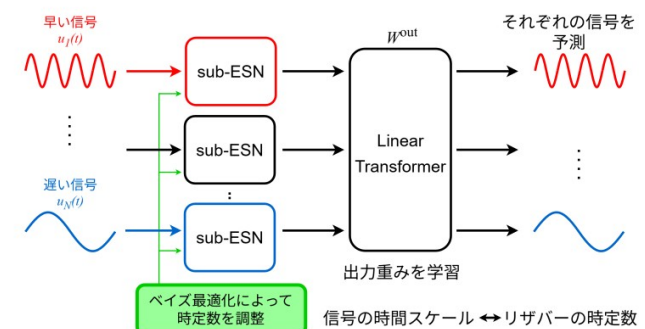 早い信号
u1(t)
sub-ESN
Wout
それぞれの信号を
予測
sub-ESN
Linear
Transformer
遅い信号
uN(t)
sub-ESN
出力重みを学習
ベイズ最適化によって
時定数を調整
信号の時間スケール ↔ リザバーの時定数